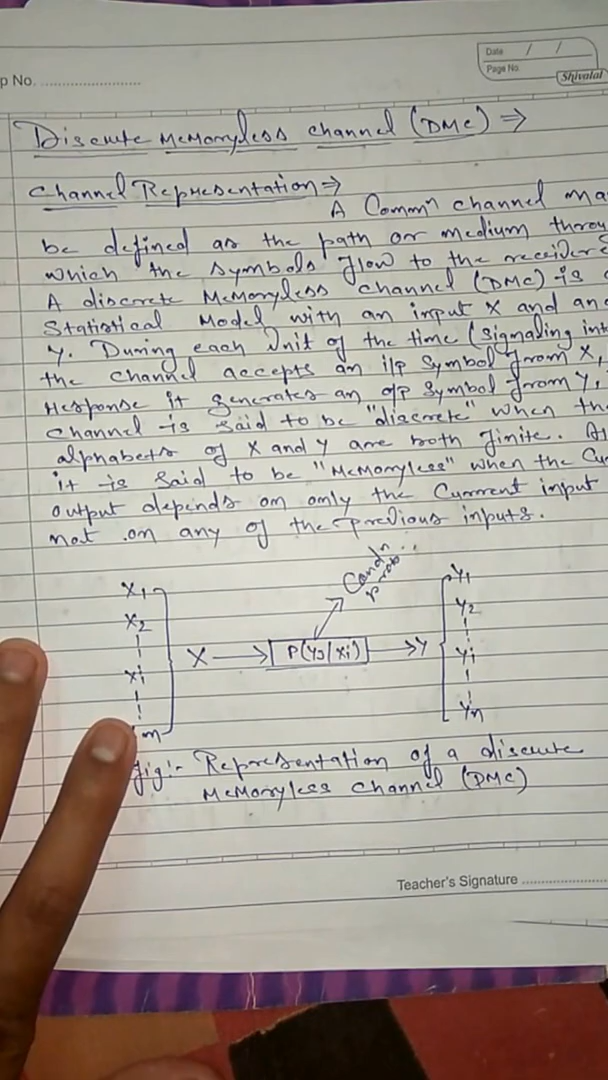 Date / /
Page No.
Shivalal
p No. ........................
Discrete Memoryless channel (DMC) ⇒
Channel Representation ⇒
A Commn channel ma
be defined as the path or medium throu
which the symbols flow to the receiver
A discrete Memoryless channel (DMC) is a
Statistical Model with an input X and an
Y. During each Unit of the time (signaling int
the channel accepts an i/p symbol from X,
response it generates an o/p symbol from Y,
channel is said to be "discrete" when the
alphabets of X and Y are both finite. Al
it is said to be "Memoryless" when the Cu
output depends on only the Current input
not on any of the previous inputs.
Condn prob..
X1
X2
Xi
m
X → P(Yj/Xi) → Y
Y1
Y2
Yi
Yn
fig:- Representation of a discrete
Memoryless Channel (DMC)
Teacher's Signature ..................